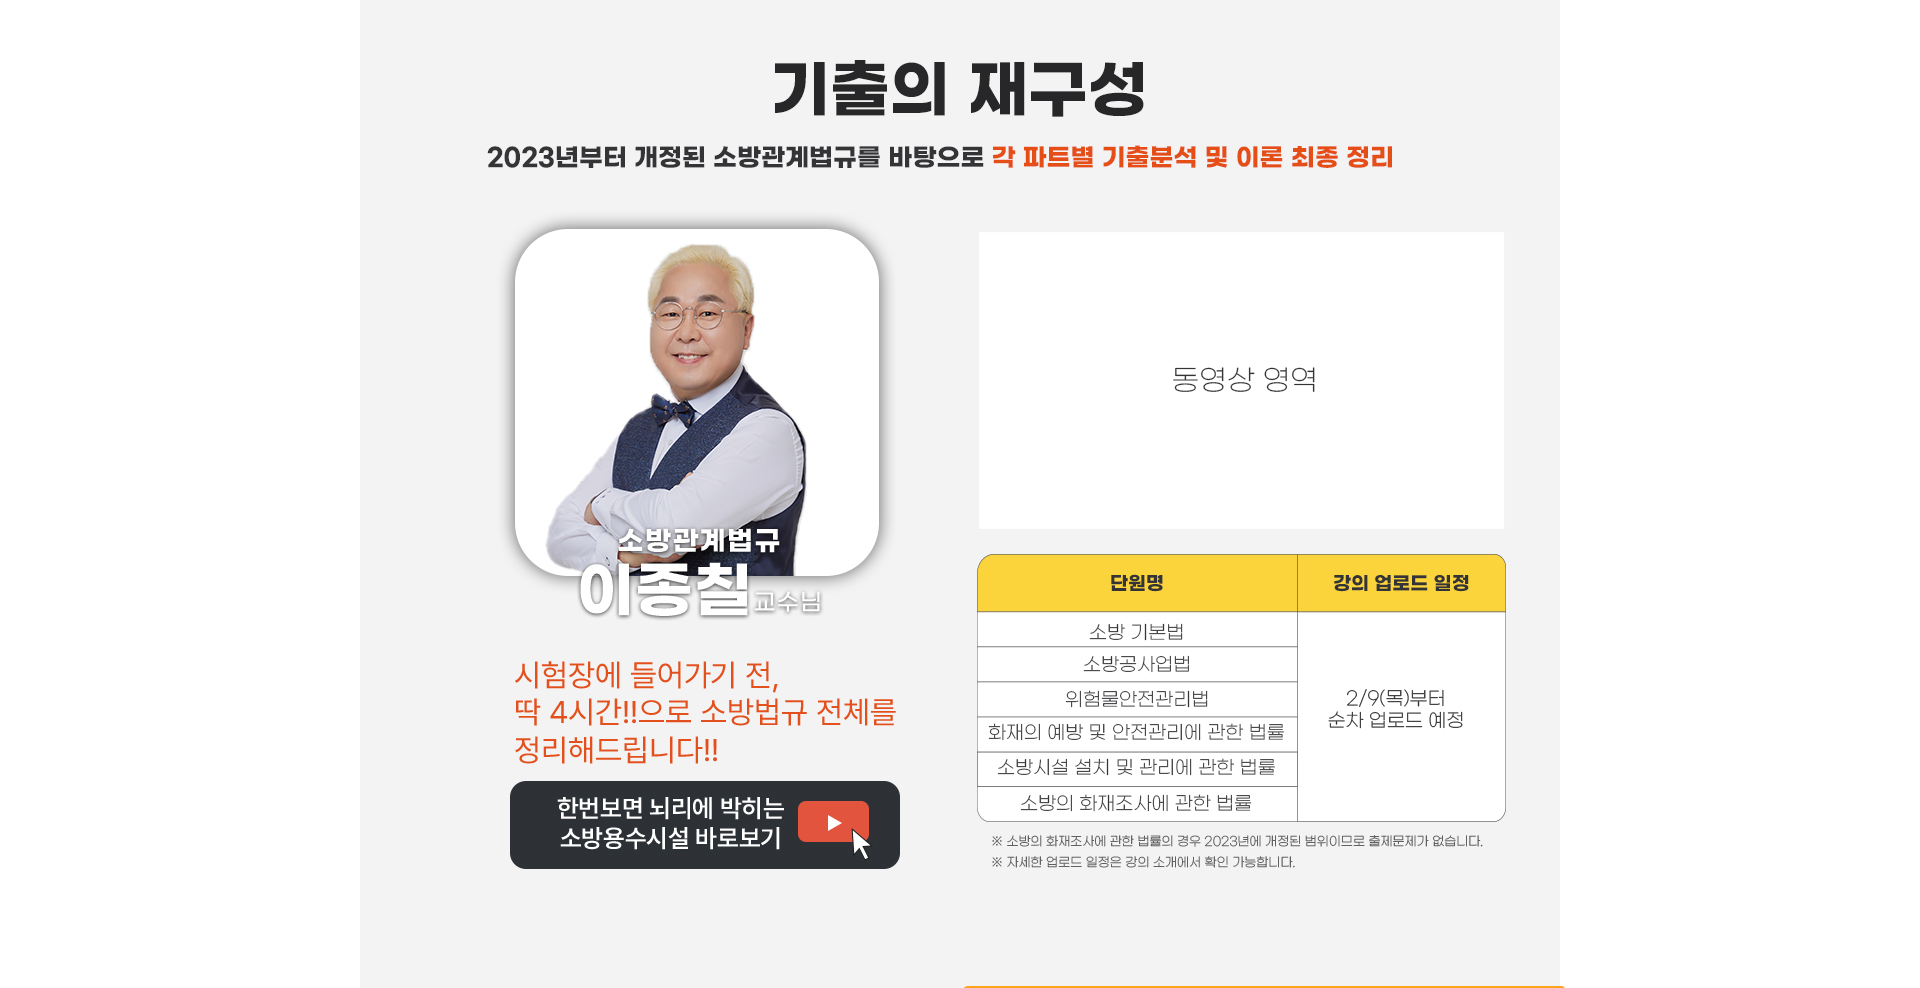 기출의 재구성
2023년부터 개정된 소방관계법규를 바탕으로 각 파트별 기출분석 및 이론 최종 정리
소방관계법규
이종칠 교수님
시험장에 들어가기 전,
딱 4시간!!으로 소방법규 전체를
정리해드립니다!!
한번보면 뇌리에 박히는
소방용수시설 바로보기
동영상 영역
단원명 강의 업로드 일정
소방 기본법
소방공사업법
위험물안전관리법
화재의 예방 및 안전관리에 관한 법률
소방시설 설치 및 관리에 관한 법률
소방의 화재조사에 관한 법률
2/9(목)부터
순차 업로드 예정
※ 소방의 화재조사에 관한 법률의 경우 2023년에 개정된 범위이므로 출제문제가 없습니다.
※ 자세한 업로드 일정은 강의 소개에서 확인 가능합니다.